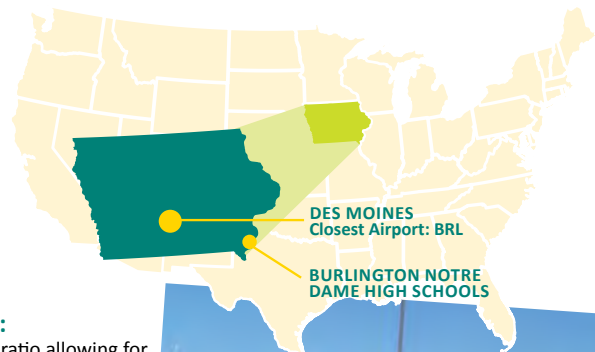 DES MOINES
Closest Airport: BRL
BURLINGTON NOTRE
DAME HIGH SCHOOLS
:
ratio allowing for